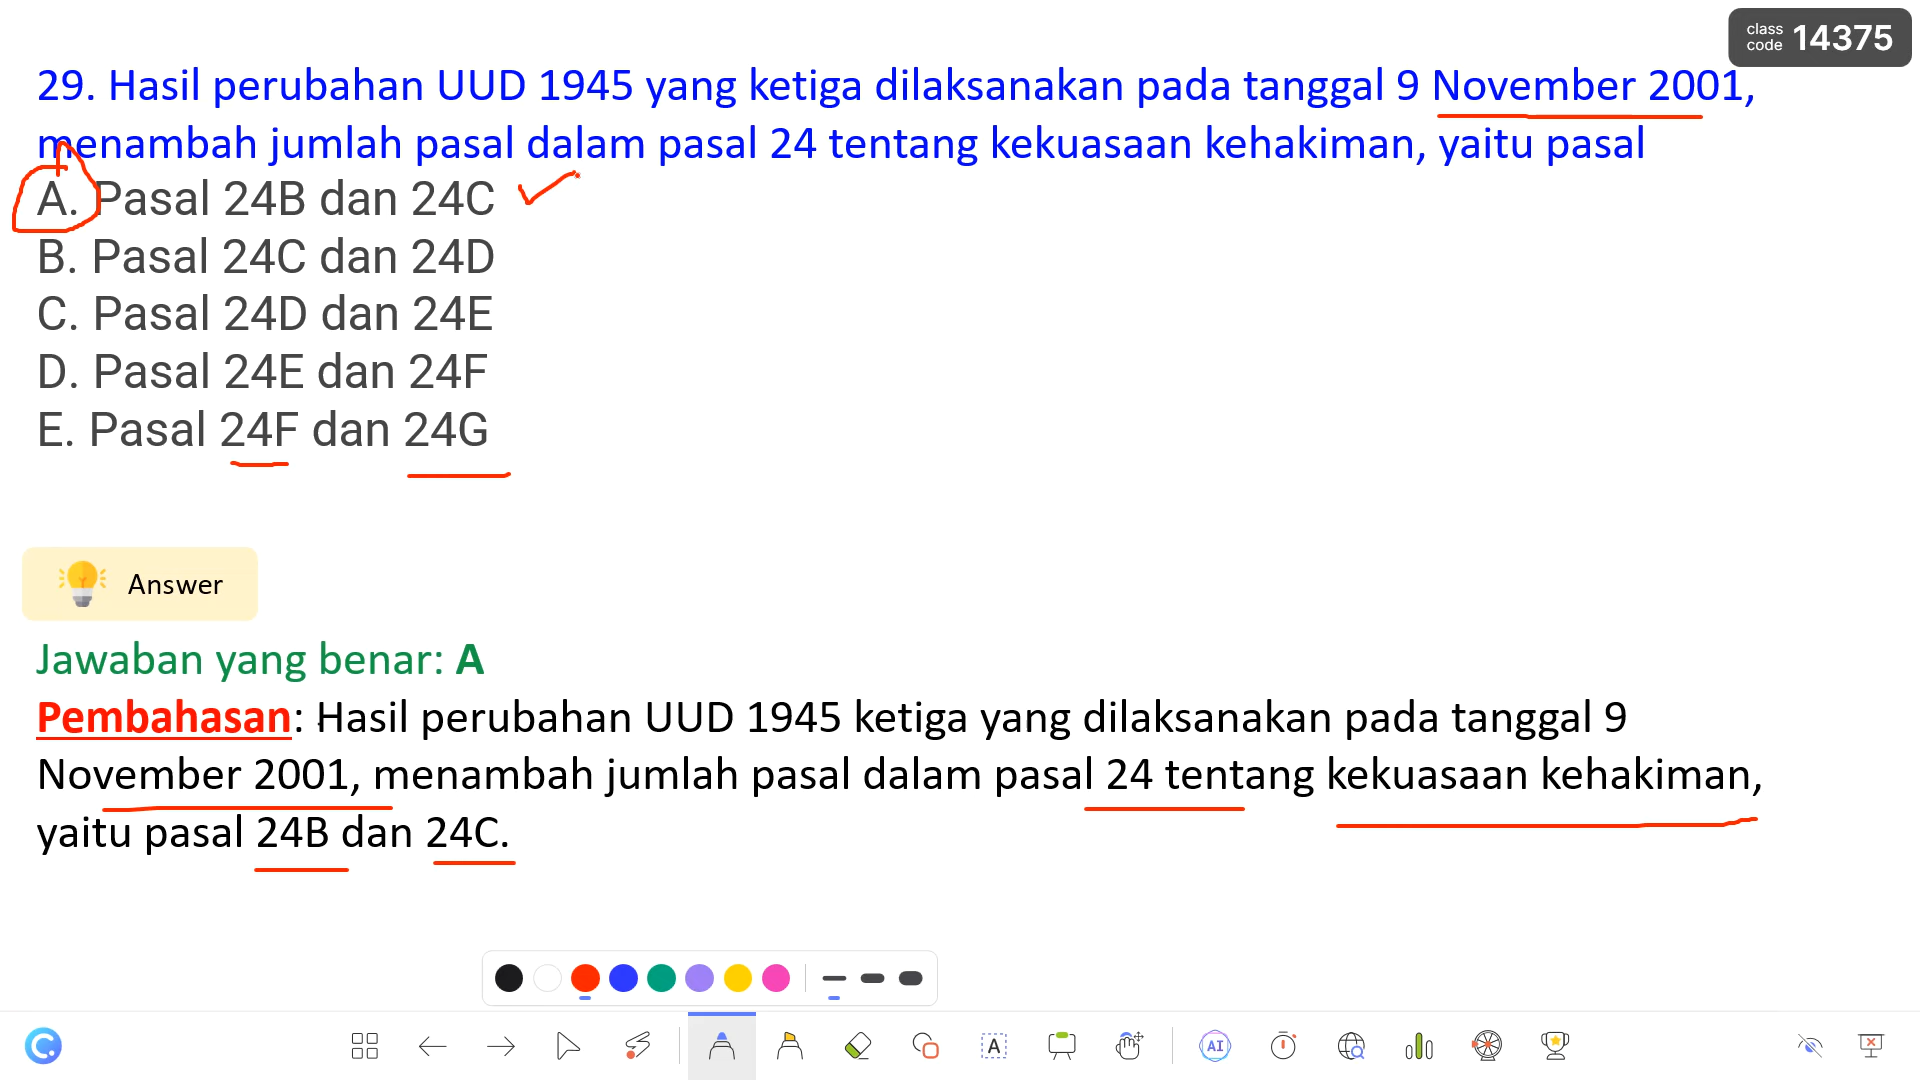 class
code 14375
29. Hasil perubahan UUD 1945 yang ketiga dilaksanakan pada tanggal 9 November 2001,
menambah jumlah pasal dalam pasal 24 tentang kekuasaan kehakiman, yaitu pasal
A. Pasal 24B dan 24C
B. Pasal 24C dan 24D
C. Pasal 24D dan 24E
D. Pasal 24E dan 24F
E. Pasal 24F dan 24G
Answer
Jawaban yang benar: A
Pembahasan: Hasil perubahan UUD 1945 ketiga yang dilaksanakan pada tanggal 9
November 2001, menambah jumlah pasal dalam pasal 24 tentang kekuasaan kehakiman,
yaitu pasal 24B dan 24C.
A
AI